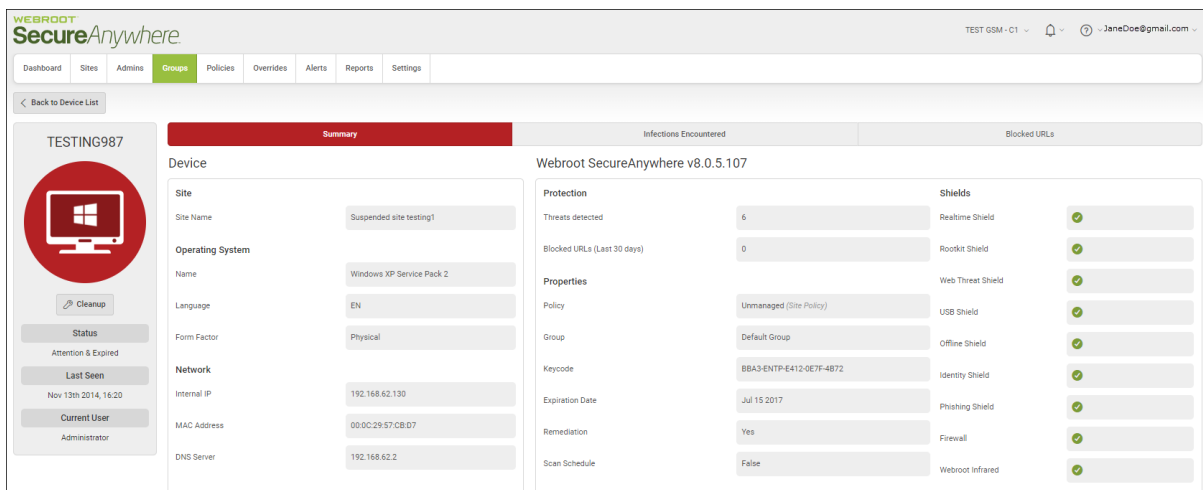 WEBROOT
SecureAnywhere.
TEST GSM - C1
?
JaneDoe@gmail.com
Dashboard Sites Admins Groups Policies Overrides Alerts Reports Settings
Back to Device List
TESTING987
Cleanup
Status
Attention & Expired
Last Seen
Nov 13th 2014, 16:20
Current User
Administrator
Summary Infections Encountered Blocked URLs
Device
Site
Site Name Suspended site testing1
Operating System
Name Windows XP Service Pack 2
Language EN
Form Factor Physical
Network
Internal IP 192.168.62.130
MAC Address 00:0C:29:57:CB:D7
DNS Server 192.168.62.2
Webroot SecureAnywhere v8.0.5.107
Protection
Threats detected 6
Blocked URLs (Last 30 days) 0
Properties
Policy Unmanaged (Site Policy)
Group Default Group
Keycode BBA3-ENTP-E412-0E7F-4B72
Expiration Date Jul 15 2017
Remediation Yes
Scan Schedule False
Shields
Realtime Shield
Rootkit Shield
Web Threat Shield
USB Shield
Offline Shield
Identity Shield
Phishing Shield
Firewall
Webroot Infrared